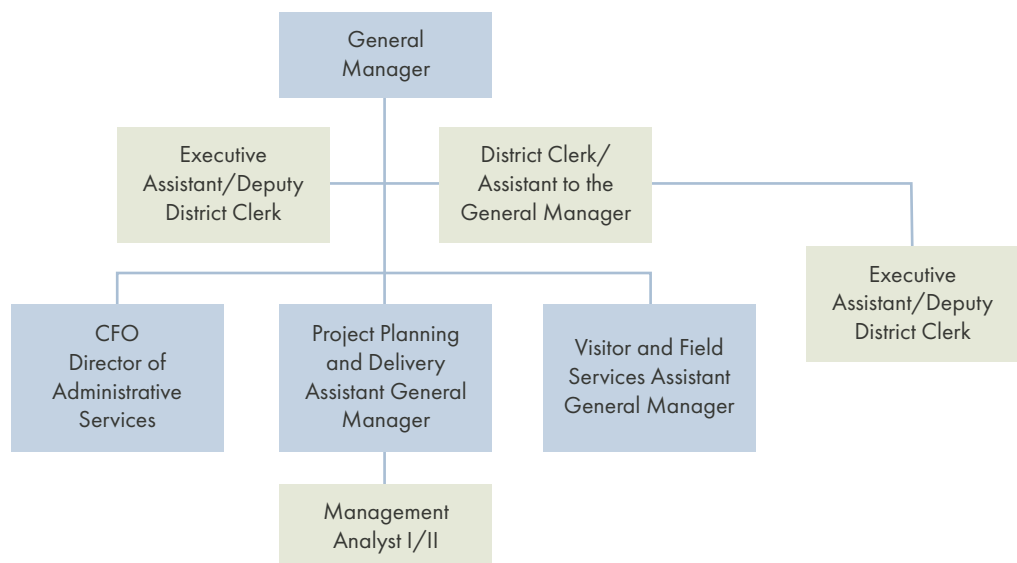 General
Manager
Executive
Assistant/Deputy
District Clerk
District Clerk/
Assistant to the
General Manager
Executive
Assistant/Deputy
District Clerk
CFO
Director of
Administrative
Services
Project Planning
and Delivery
Assistant General
Manager
Visitor and Field
Services Assistant
General Manager
Management
Analyst I/II